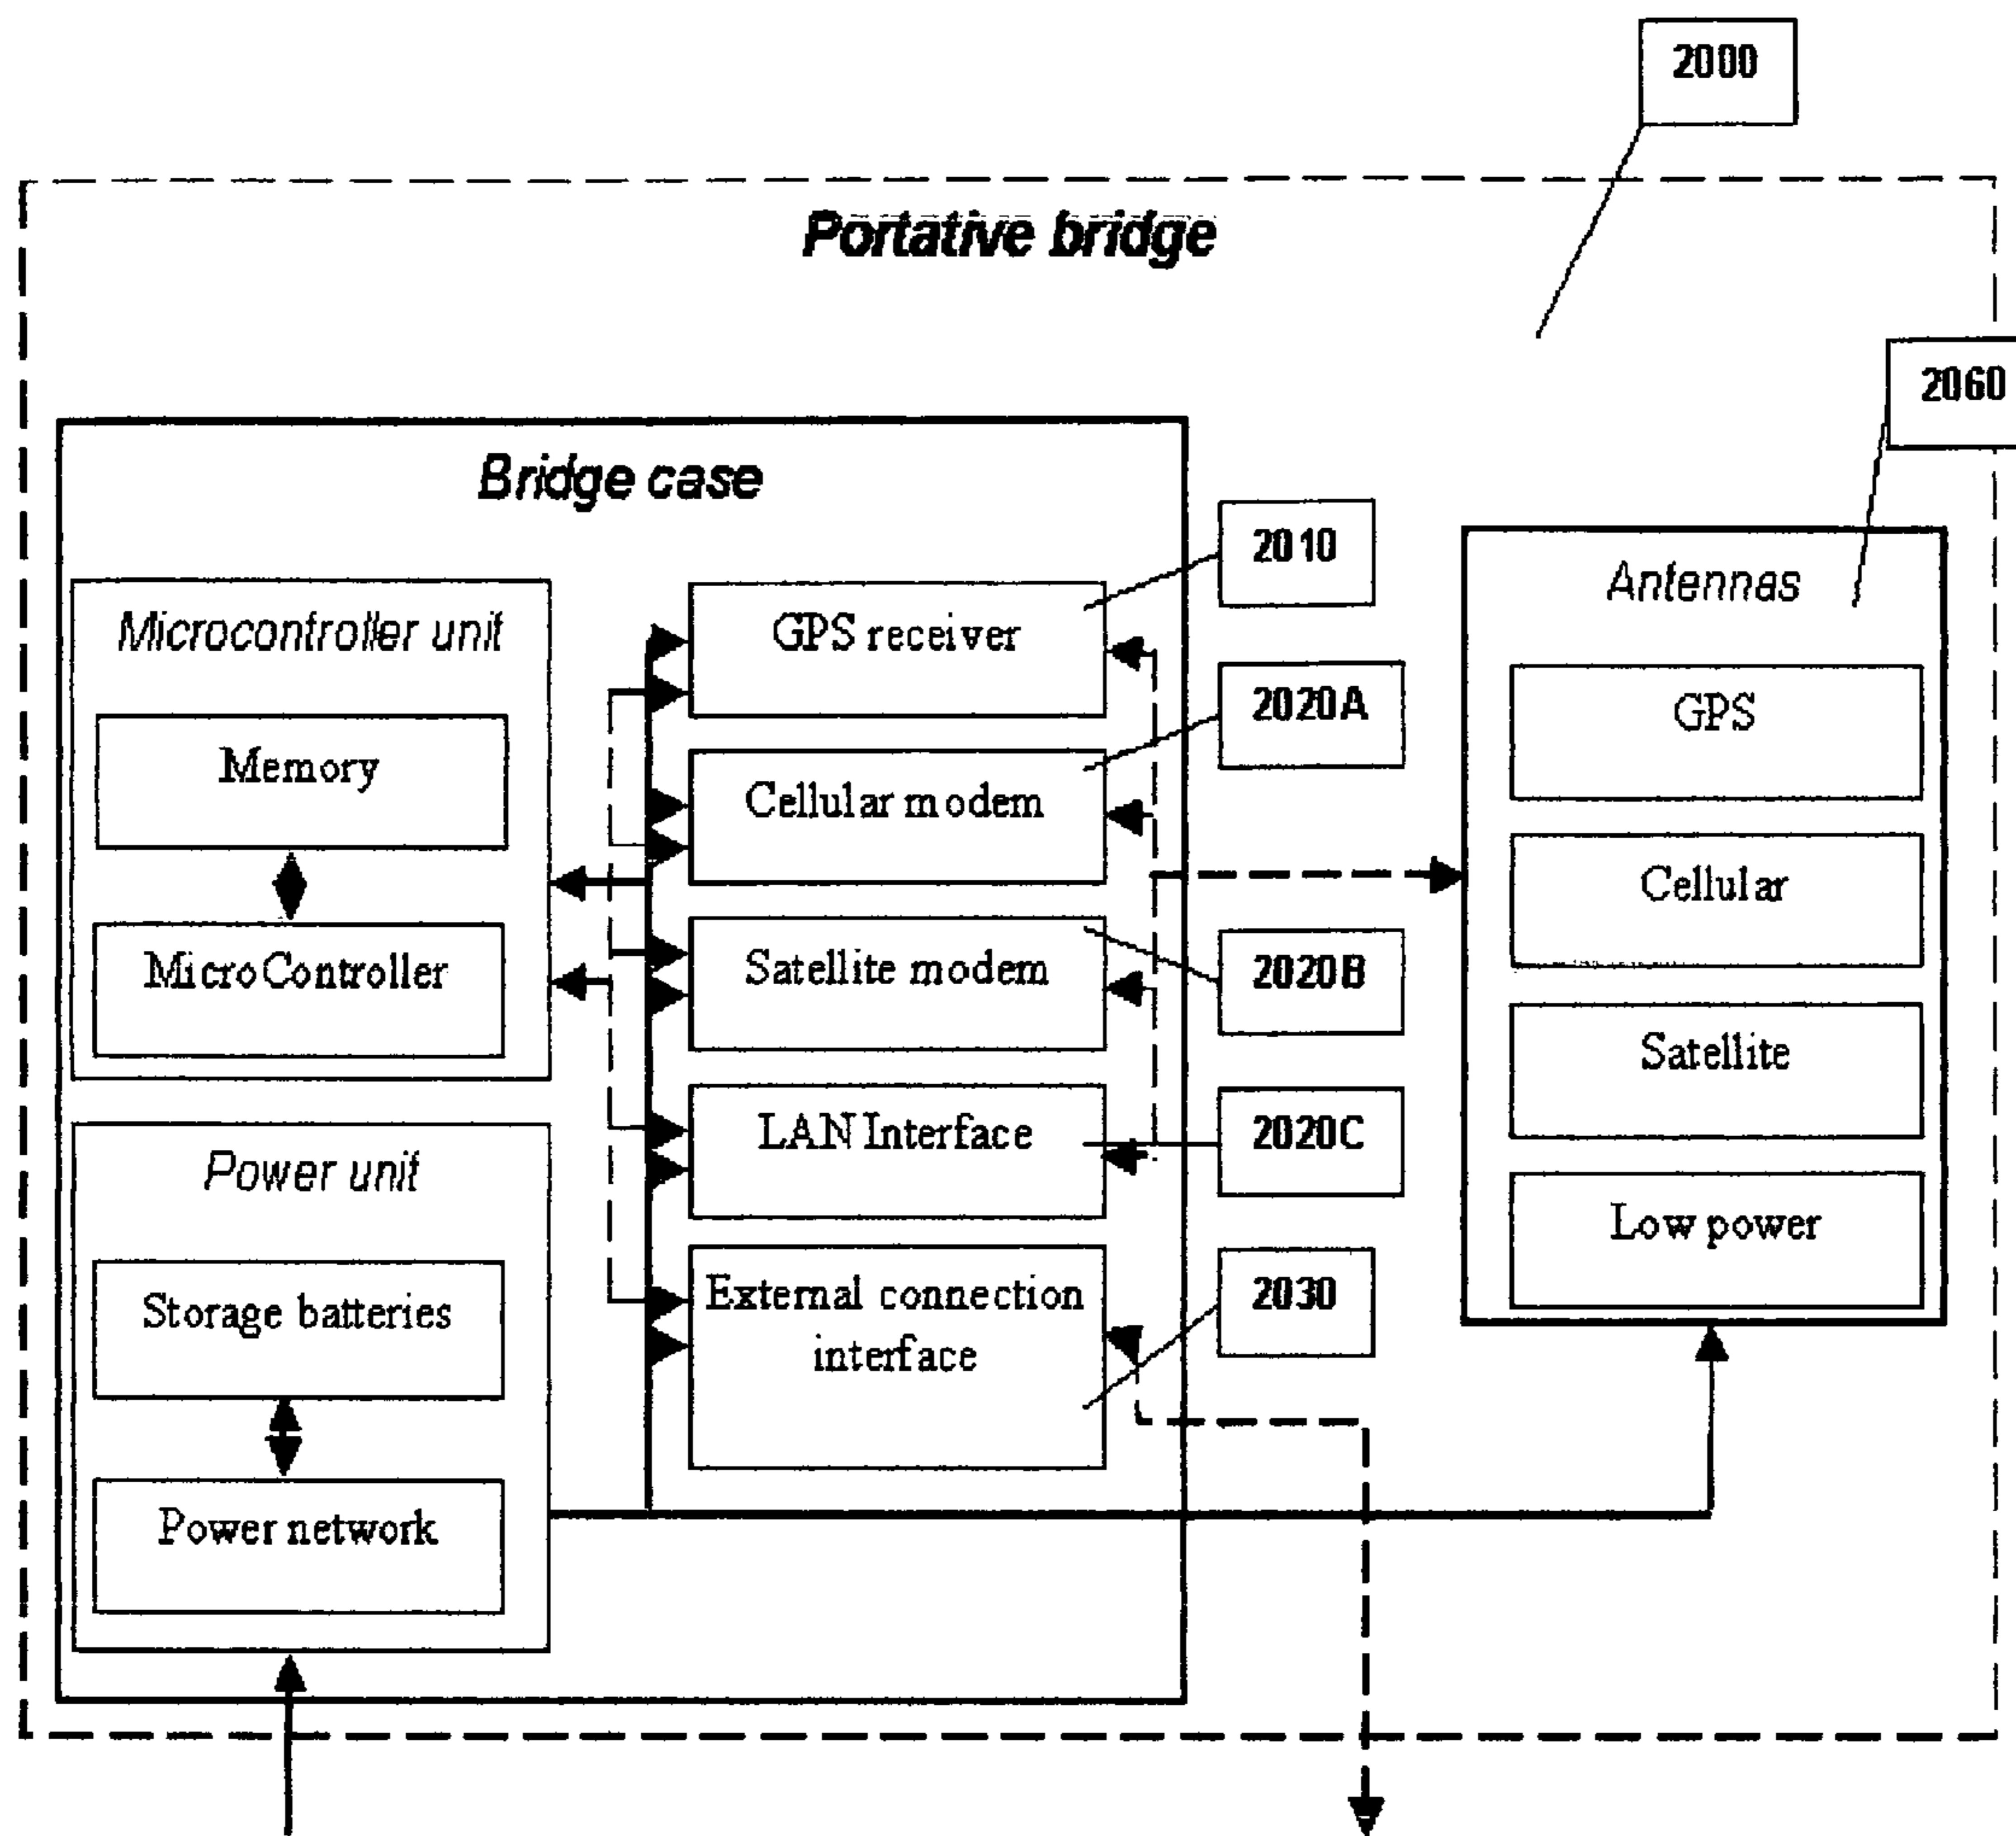 2000
Portative bridge
2060
Bridge case
2010
Antennas
Microcontroller unit
GPS receiver
2020A
GPS
Memory
Cellular modem
Cellular
MicroController
Satellite modem
2020B
Satellite
LAN Interface
2020C
Power unit
Low power
Storage batteries
External connection
interface
2030
Power network